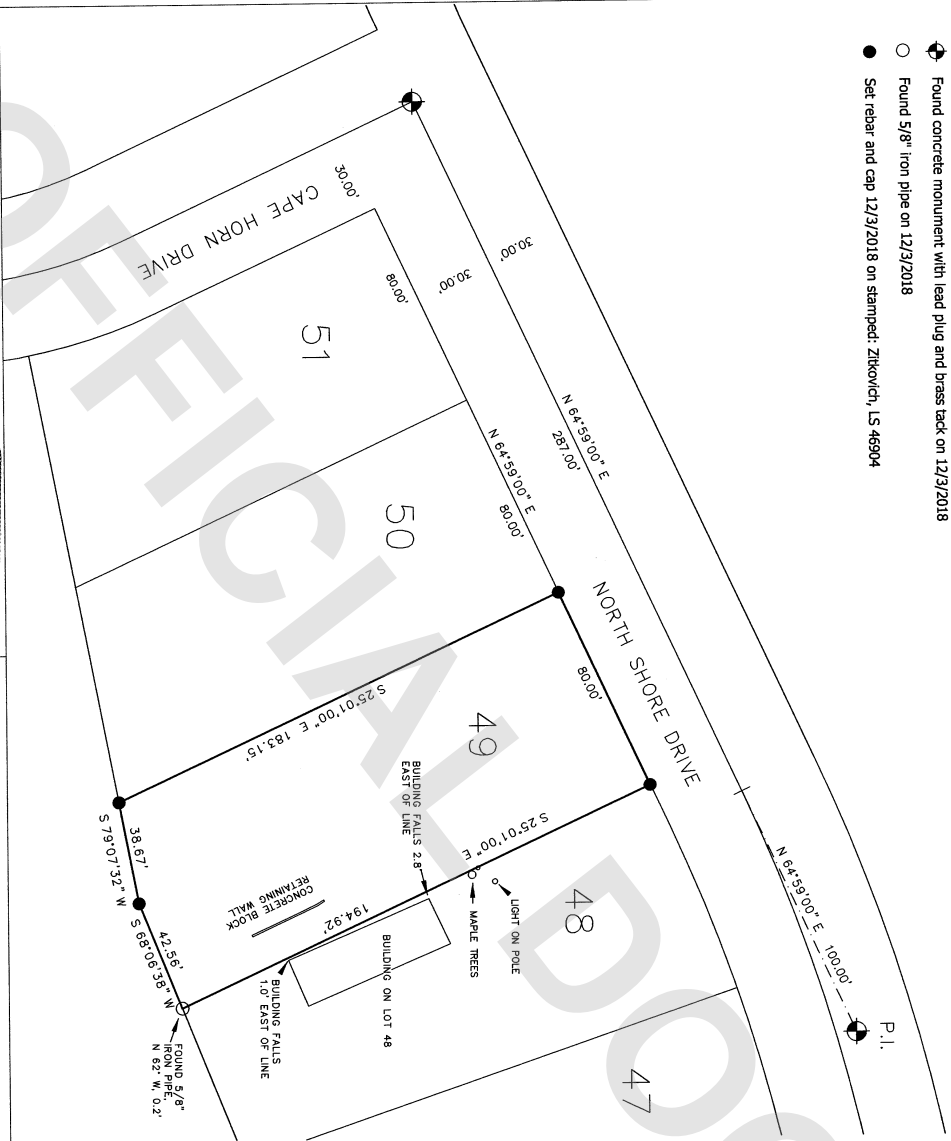 Found concrete monument with lead plug and brass tack on 12/3/2018
Found 5/8" iron pipe on 12/3/2018
Set rebar and cap 12/3/2018 on stamped: Zitkovich, LS 46904
P.I.
N 64°59'00" E 100.00'
NORTH SHORE DRIVE
30.00'
30.00'
N 64°59'00" E
287.00'
CAPE HORN DRIVE
30.00'
80.00'
51
N 64°59'00" E
80.00'
50
80.00'
49
S 25°01'00" E 183.15'
S 25°01'00" E
194.92'
48
47
LIGHT ON POLE
MAPLE TREES
BUILDING FALLS 2.8'
EAST OF LINE
BUILDING ON LOT 48
BUILDING FALLS
1.0' EAST OF LINE
CONCRETE BLOCK
RETAINING WALL
38.67'
S 79°07'32" W
42.56'
S 68°06'38" W
FOUND 5/8"
IRON PIPE,
N 62° W, 0.2'
OFFICIAL DOC